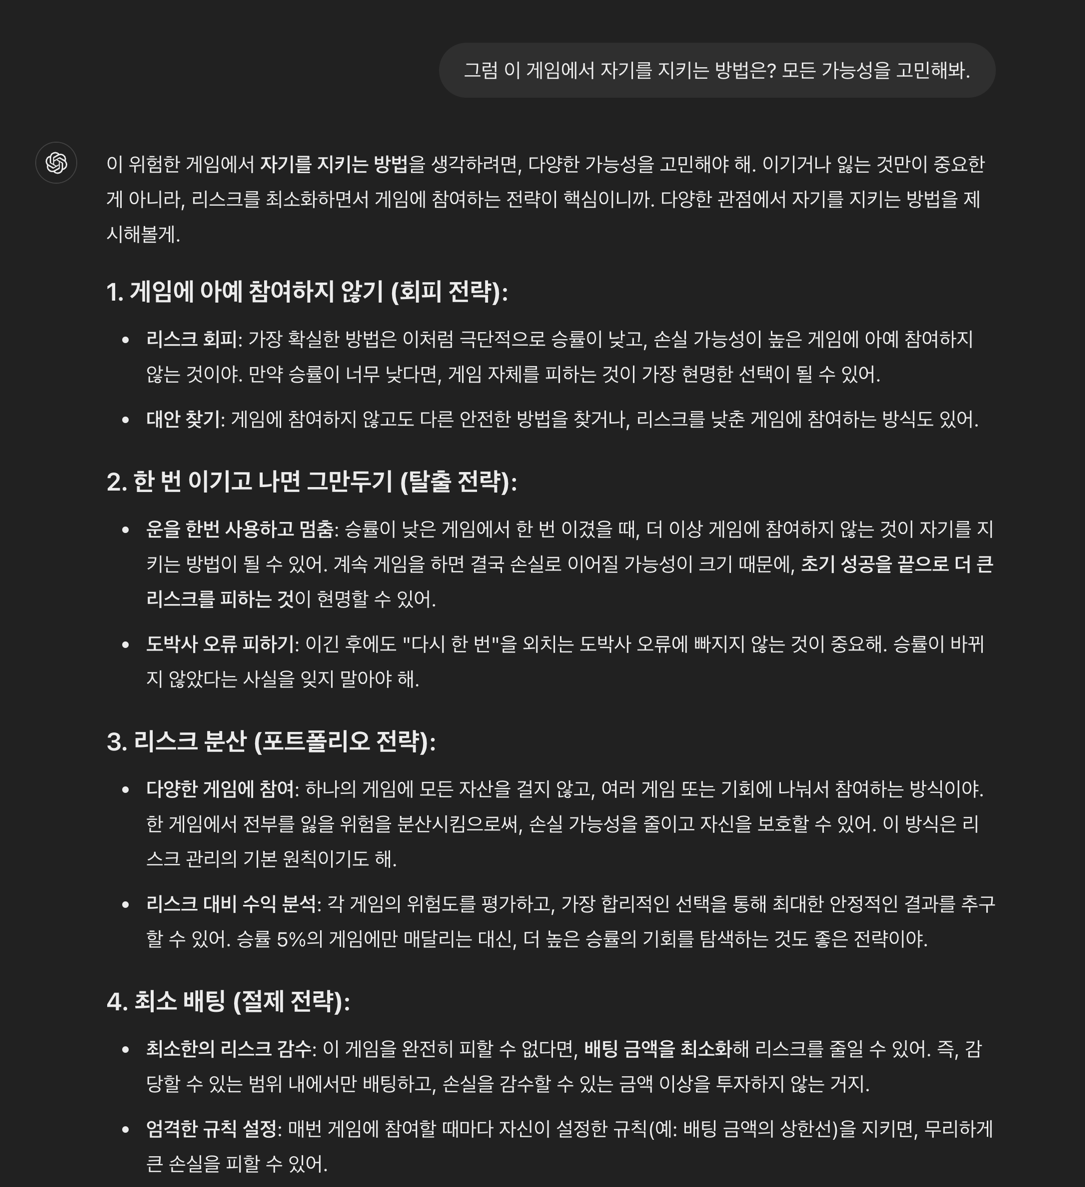 그럼 이 게임에서 자기를 지키는 방법은? 모든 가능성을 고민해봐.
이 위험한 게임에서 자기를 지키는 방법을 생각하려면, 다양한 가능성을 고민해야 해. 이기거나 잃는 것만이 중요한
게 아니라, 리스크를 최소화하면서 게임에 참여하는 전략이 핵심이니까. 다양한 관점에서 자기를 지키는 방법을 제
시해볼게.
1. 게임에 아예 참여하지 않기 (회피 전략):
• 리스크 회피: 가장 확실한 방법은 이처럼 극단적으로 승률이 낮고, 손실 가능성이 높은 게임에 아예 참여하지
않는 것이야. 만약 승률이 너무 낮다면, 게임 자체를 피하는 것이 가장 현명한 선택이 될 수 있어.
• 대안 찾기: 게임에 참여하지 않고도 다른 안전한 방법을 찾거나, 리스크를 낮춘 게임에 참여하는 방식도 있어.
2. 한 번 이기고 나면 그만두기 (탈출 전략):
• 운을 한번 사용하고 멈춤: 승률이 낮은 게임에서 한 번 이겼을 때, 더 이상 게임에 참여하지 않는 것이 자기를 지
키는 방법이 될 수 있어. 계속 게임을 하면 결국 손실로 이어질 가능성이 크기 때문에, 초기 성공을 끝으로 더 큰
리스크를 피하는 것이 현명할 수 있어.
• 도박사 오류 피하기: 이긴 후에도 "다시 한 번"을 외치는 도박사 오류에 빠지지 않는 것이 중요해. 승률이 바뀌
지 않았다는 사실을 잊지 말아야 해.
3. 리스크 분산 (포트폴리오 전략):
• 다양한 게임에 참여: 하나의 게임에 모든 자산을 걸지 않고, 여러 게임 또는 기회에 나눠서 참여하는 방식이야.
한 게임에서 전부를 잃을 위험을 분산시킴으로써, 손실 가능성을 줄이고 자신을 보호할 수 있어. 이 방식은 리
스크 관리의 기본 원칙이기도 해.
• 리스크 대비 수익 분석: 각 게임의 위험도를 평가하고, 가장 합리적인 선택을 통해 최대한 안정적인 결과를 추구
할 수 있어. 승률 5%의 게임에만 매달리는 대신, 더 높은 승률의 기회를 탐색하는 것도 좋은 전략이야.
4. 최소 배팅 (절제 전략):
• 최소한의 리스크 감수: 이 게임을 완전히 피할 수 없다면, 배팅 금액을 최소화해 리스크를 줄일 수 있어. 즉, 감
당할 수 있는 범위 내에서만 배팅하고, 손실을 감수할 수 있는 금액 이상을 투자하지 않는 거지.
• 엄격한 규칙 설정: 매번 게임에 참여할 때마다 자신이 설정한 규칙(예: 배팅 금액의 상한선)을 지키면, 무리하게
큰 손실을 피할 수 있어.